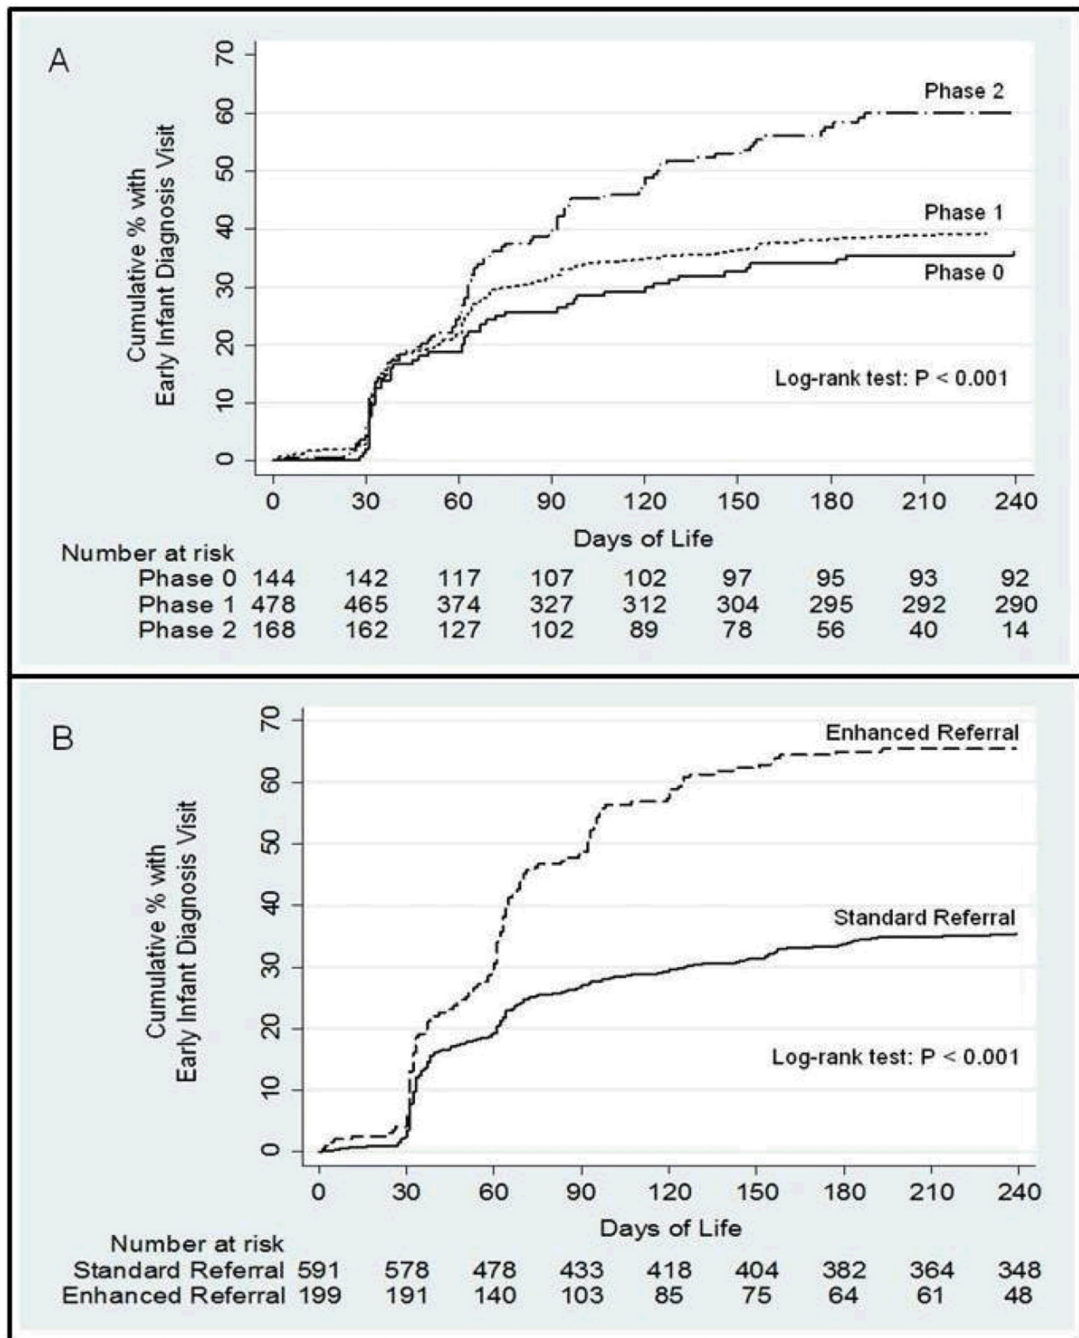 A
70
60
50
40
30
20
10
0
Cumulative % with
Early Infant Diagnosis Visit
Phase 2
Phase 1
Phase 0
Log-rank test: P < 0.001
0 30 60 90 120 150 180 210 240
Days of Life
Number at risk
Phase 0 144 142 117 107 102 97 95 93 92
Phase 1 478 465 374 327 312 304 295 292 290
Phase 2 168 162 127 102 89 78 56 40 14
B
70
60
50
40
30
20
10
0
Cumulative % with
Early Infant Diagnosis Visit
Enhanced Referral
Standard Referral
Log-rank test: P < 0.001
0 30 60 90 120 150 180 210 240
Days of Life
Number at risk
Standard Referral 591 578 478 433 418 404 382 364 348
Enhanced Referral 199 191 140 103 85 75 64 61 48